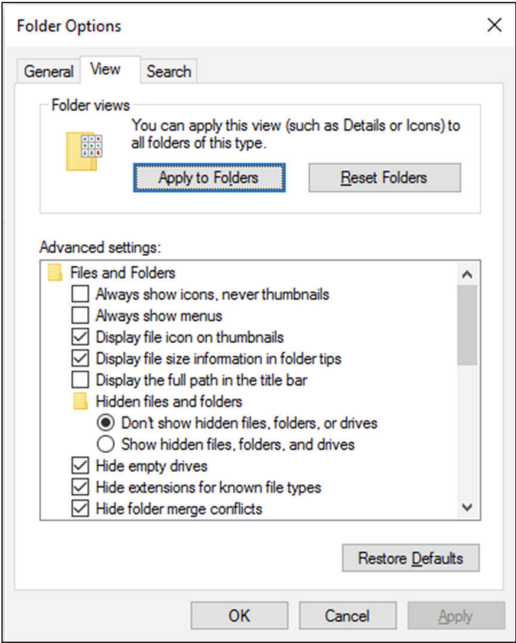 Folder Options
General View Search
Folder views
You can apply this view (such as Details or Icons) to
all folders of this type.
Apply to Folders Reset Folders
Advanced settings:
Files and Folders
Always show icons, never thumbnails
Always show menus
Display file icon on thumbnails
Display file size information in folder tips
Display the full path in the title bar
Hidden files and folders
Don't show hidden files, folders, or drives
Show hidden files, folders, and drives
Hide empty drives
Hide extensions for known file types
Hide folder merge conflicts
Restore Defaults
OK Cancel Apply